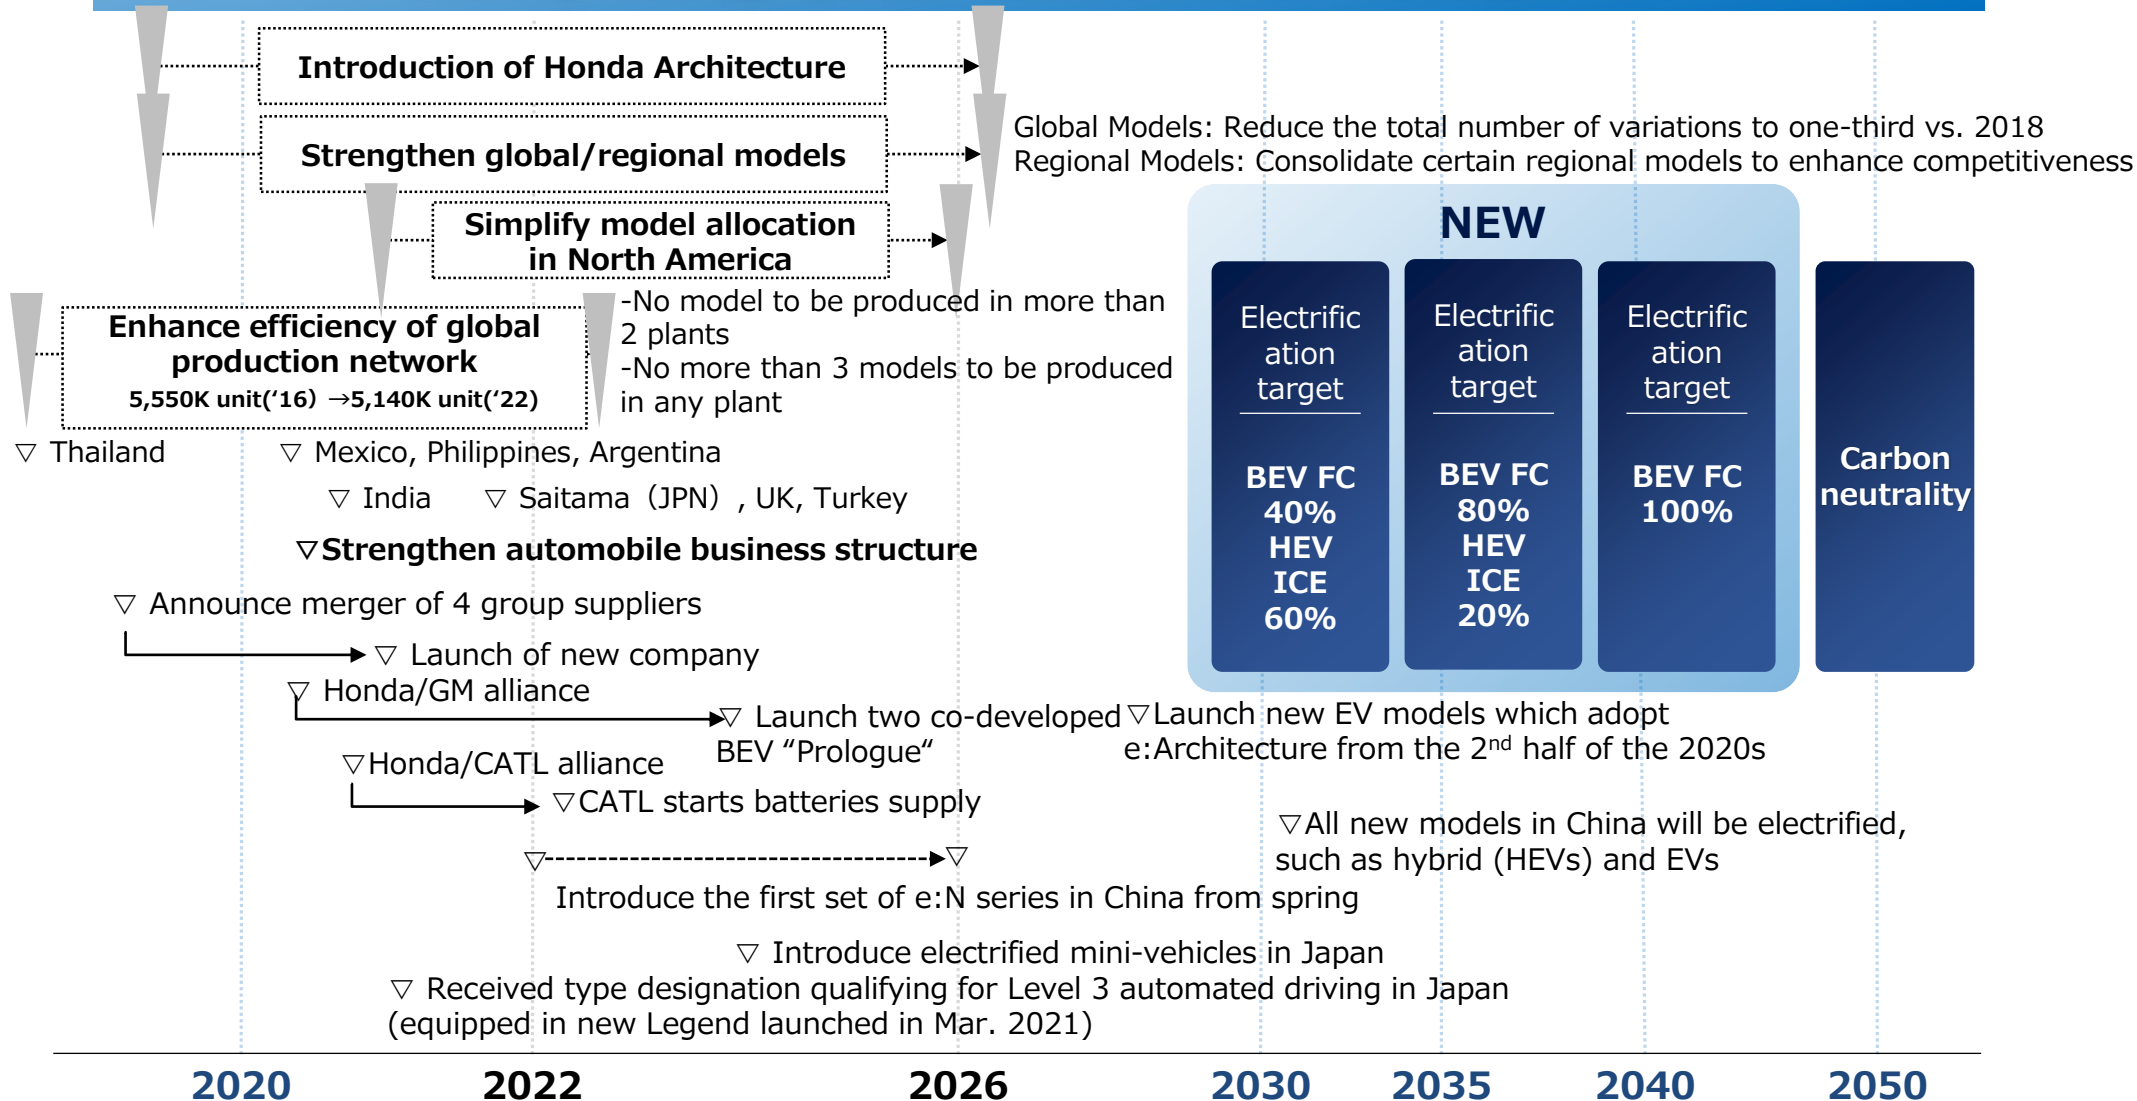 Introduction of Honda Architecture
Strengthen global/regional models
Global Models: Reduce the total number of variations to one-third vs. 2018
Regional Models: Consolidate certain regional models to enhance competitiveness
Simplify model allocation
in North America
-No model to be produced in more than
2 plants
-No more than 3 models to be produced
in any plant
Enhance efficiency of global
production network
5,550K unit(‘16）→5,140K unit(‘22)
▽ Thailand
▽ Mexico, Philippines, Argentina
▽ India
▽ Saitama（JPN）, UK, Turkey
▽Strengthen automobile business structure
▽ Announce merger of 4 group suppliers
▽ Launch of new company
▽ Honda/GM alliance
▽ Launch two co-developed
BEV “Prologue“
▽Honda/CATL alliance
▽CATL starts batteries supply
▽
▽
Introduce the first set of e:N series in China from spring
▽ Introduce electrified mini-vehicles in Japan
▽ Received type designation qualifying for Level 3 automated driving in Japan
(equipped in new Legend launched in Mar. 2021)
NEW
Electrific
ation
target
BEV FC
40%
HEV
ICE
60%
Electrific
ation
target
BEV FC
80%
HEV
ICE
20%
Electrific
ation
target
BEV FC
100%
Carbon
neutrality
▽Launch new EV models which adopt
e:Architecture from the 2nd half of the 2020s
▽All new models in China will be electrified,
such as hybrid (HEVs) and EVs
2020
2022
2026
2030
2035
2040
2050